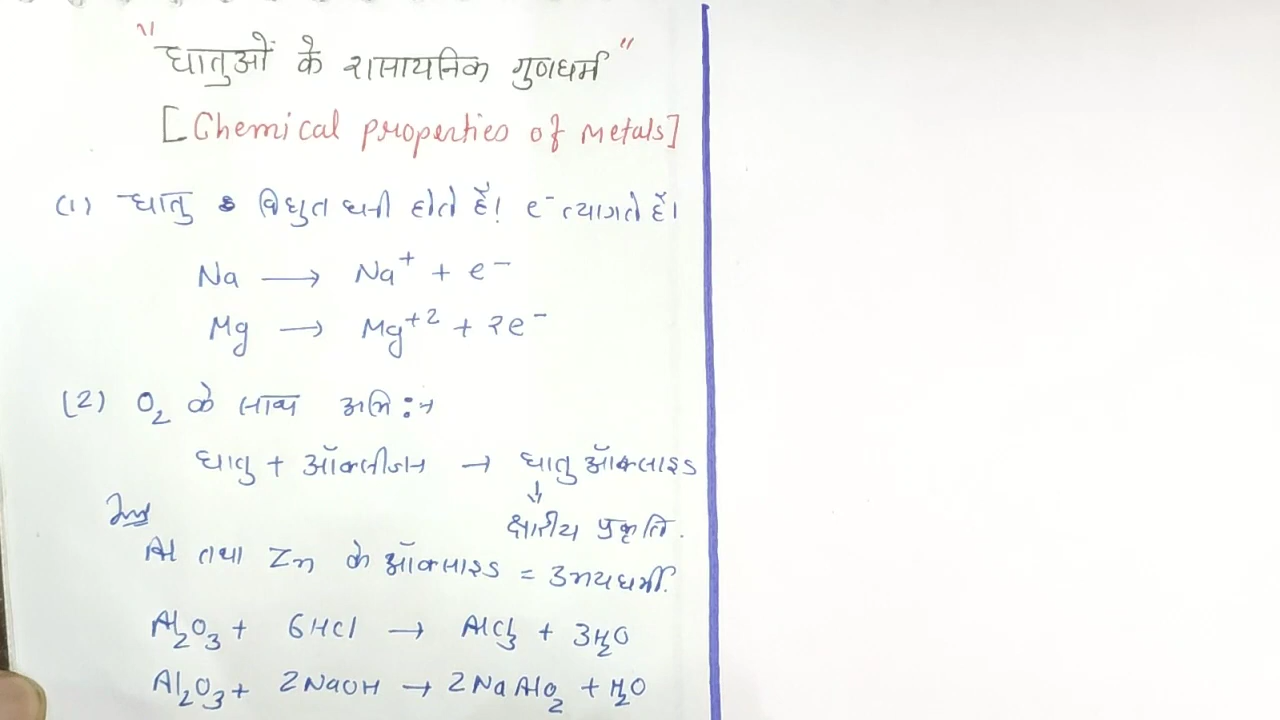 "धातुओं के रासायनिक गुणधर्म"
[Chemical properties of Metals]
(1) धातु विद्युत धनी होते हैं। e⁻ त्यागते हैं।
Na ⟶ Na⁺ + e⁻
Mg ⟶ Mg⁺² + 2e⁻
(2) O₂ के साथ अभि :→
धातु + ऑक्सीजन → धातु ऑक्साइड
↓
क्षारीय प्रकृति.
Al तथा Zn के ऑक्साइड = उभयधर्मी.
Al₂O₃ + 6HCl → AlCl₃ + 3H₂O
Al₂O₃ + 2NaOH → 2NaAlO₂ + H₂O